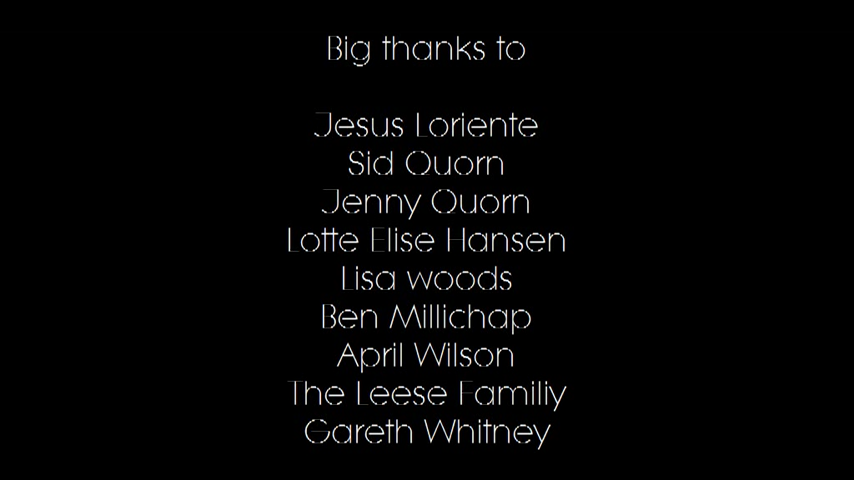 Big thanks to
Jesus Loriente
Sid Quorn
Jenny Quorn
Lotte Elise Hansen
Lisa woods
Ben Millichap
April Wilson
The Leese Familiy
Gareth Whitney